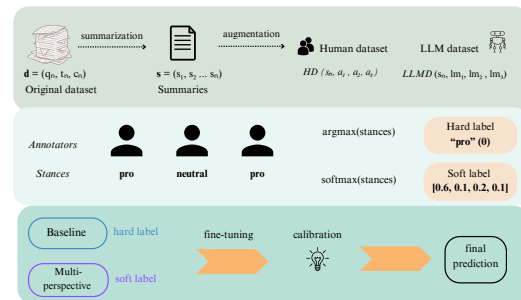 summarization
augmentation
Human dataset
LLM dataset
d = (qₙ, tₙ, cₙ)
s = (s₁, s₂ ... sₙ)
HD (sₙ, a₁ , a₂, a₃)
LLMD (sₙ, lm₁, lm₂ , lm₃)
Original dataset
Summaries
Annotators
argmax(stances)
Hard label
“pro” (0)
Stances
pro
neutral
pro
softmax(stances)
Soft label
[0.6, 0.1, 0.2, 0.1]
Baseline
hard label
fine-tuning
calibration
final
prediction
Multi-
perspective
soft label